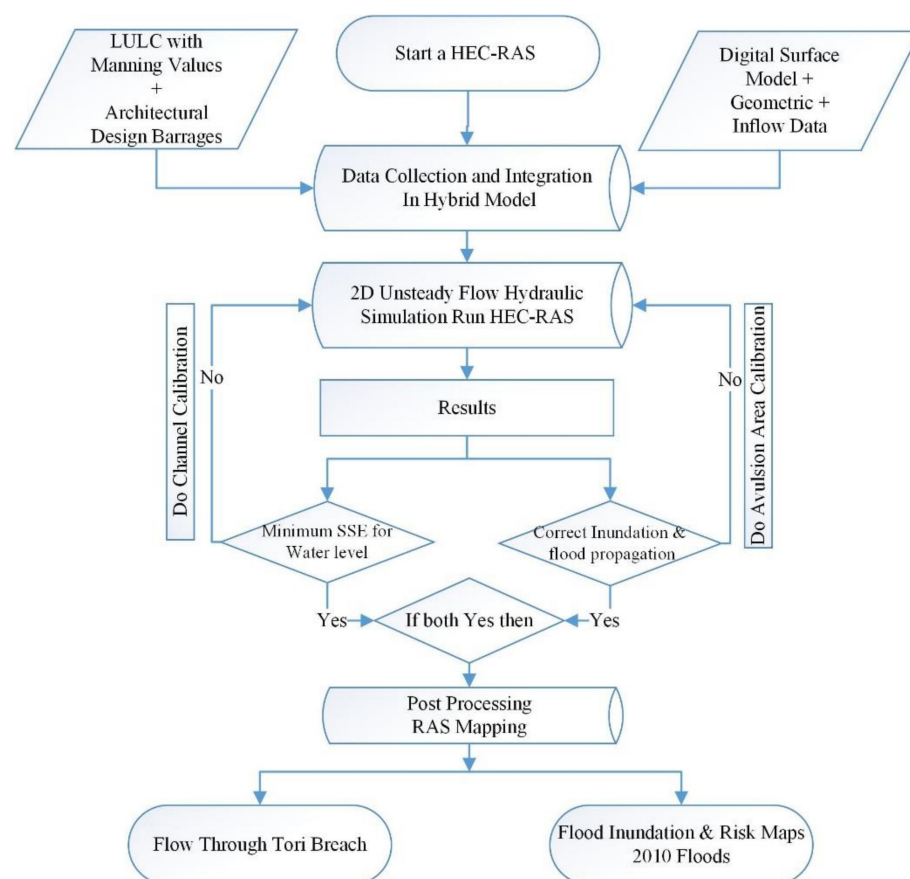 LULC with
Manning Values
+
Architectural
Design Barrages
Start a HEC-RAS
Digital Surface
Model +
Geometric +
Inflow Data
Data Collection and Integration
In Hybrid Model
2D Unsteady Flow Hydraulic
Simulation Run HEC-RAS
Do Channel Calibration
No
No
Do Avulsion Area Calibration
Results
Minimum SSE for
Water level
Correct Inundation &
flood propagation
Yes
If both Yes then
Yes
Post Processing
RAS Mapping
Flow Through Tori Breach
Flood Inundation & Risk Maps
2010 Floods